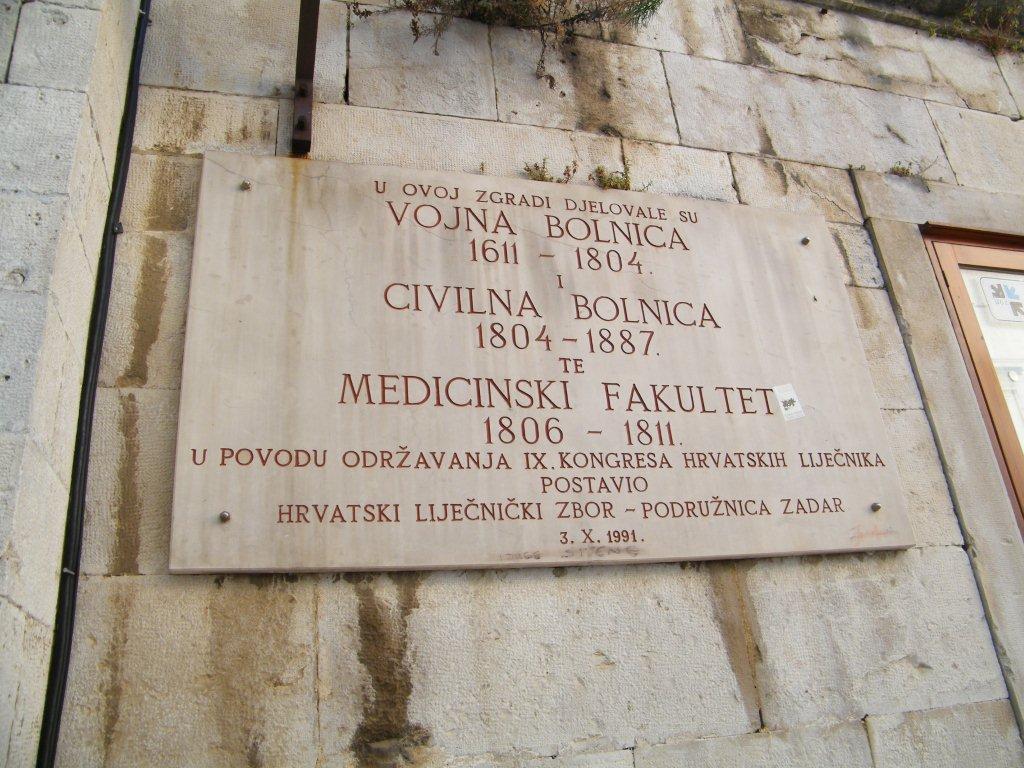 U OVOJ ZGRADI DJELOVALE SU
VOJNA BOLNICA
1611 - 1804.
I
CIVILNA BOLNICA
1804 - 1887.
TE
MEDICINSKI FAKULTET
1806 - 1811.
U POVODU ODRŽAVANJA IX. KONGRESA HRVATSKIH LIJEČNIKA
POSTAVIO
HRVATSKI LIJEČNIČKI ZBOR - PODRUŽNICA ZADAR
3. X. 1991.